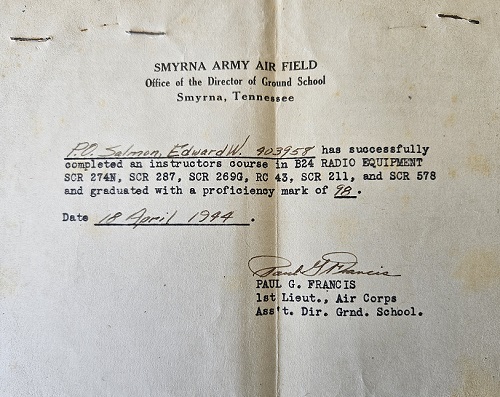 SMYRNA ARMY AIR FIELD
Office of the Director of Ground School
Smyrna, Tennessee
P.O. Salmon, Edward W. 903958 has successfully
completed an instructors course in B24 RADIO EQUIPMENT
SCR 274N, SCR 287, SCR 269G, RC 43, SCR 211, and SCR 578
and graduated with a proficiency mark of 98.
Date 18 April 1944.
Paul G Francis
PAUL G. FRANCIS
1st Lieut., Air Corps
Ass't. Dir. Grnd. School.